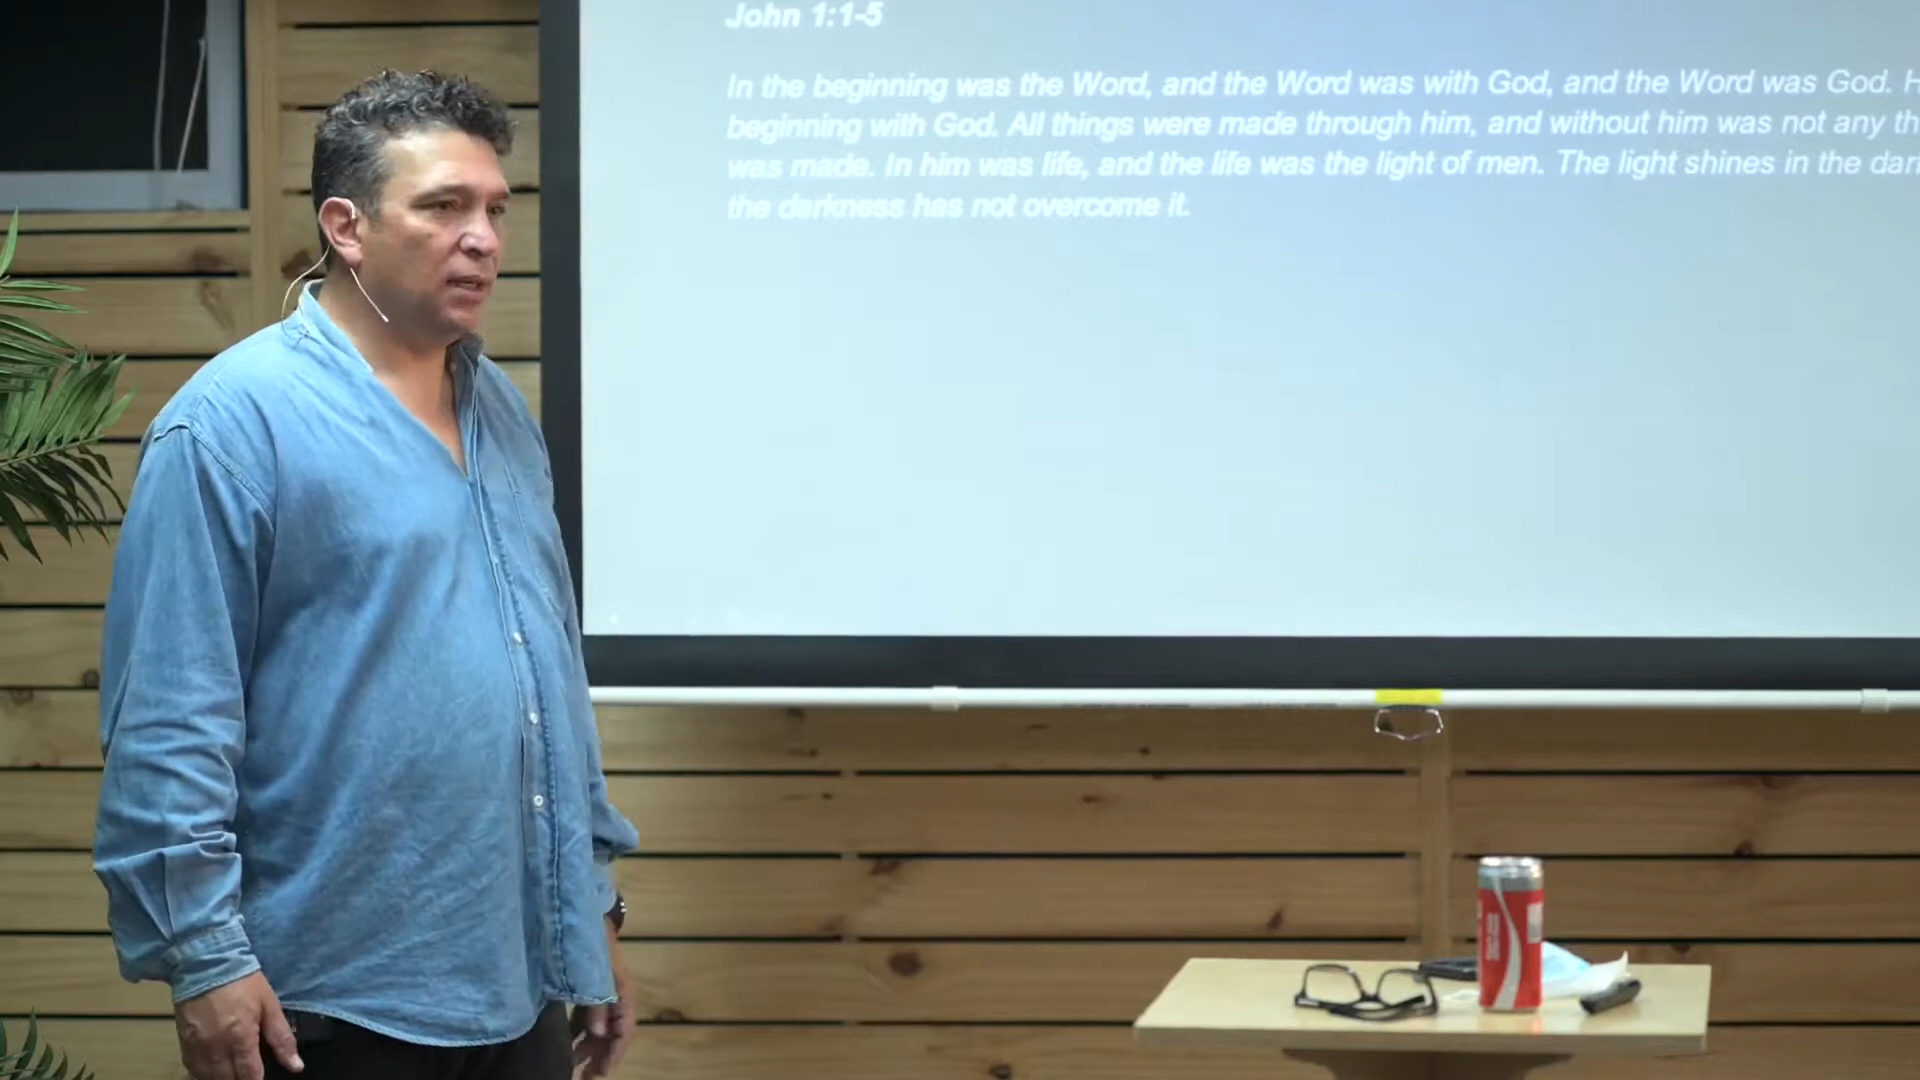 John 1:1-5
In the beginning was the Word, and the Word was with God, and the Word was God. H
beginning with God. All things were made through him, and without him was not any th
was made. In him was life, and the life was the light of men. The light shines in the dar
the darkness has not overcome it.